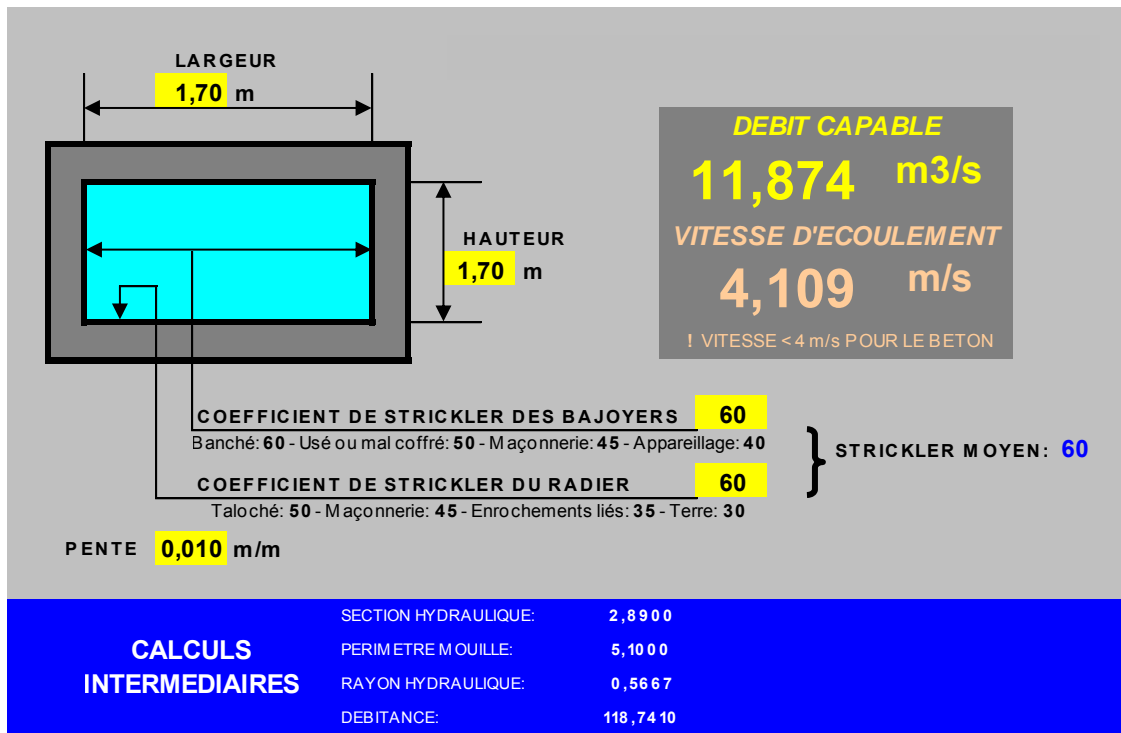 LARGEUR
1,70 m
DEBIT CAPABLE
11,874 m3/s
VITESSE D'ECOULEMENT
4,109 m/s
! VITESSE < 4 m/s POUR LE BETON
HAUTEUR
1,70 m
COEFFICIENT DE STRICKLER DES BAJOYERS 60
Banché: 60 - Usé ou mal coffré: 50 - Maçonnerie: 45 - Appareillage: 40
STRICKLER MOYEN: 60
COEFFICIENT DE STRICKLER DU RADIER 60
Taloché: 50 - Maçonnerie: 45 - Enrochements liés: 35 - Terre: 30
PENTE 0,010 m/m
CALCULS
INTERMEDIAIRES
SECTION HYDRAULIQUE: 2,8900
PERIMETRE MOUILLE: 5,1000
RAYON HYDRAULIQUE: 0,5667
DEBITANCE: 118,7410